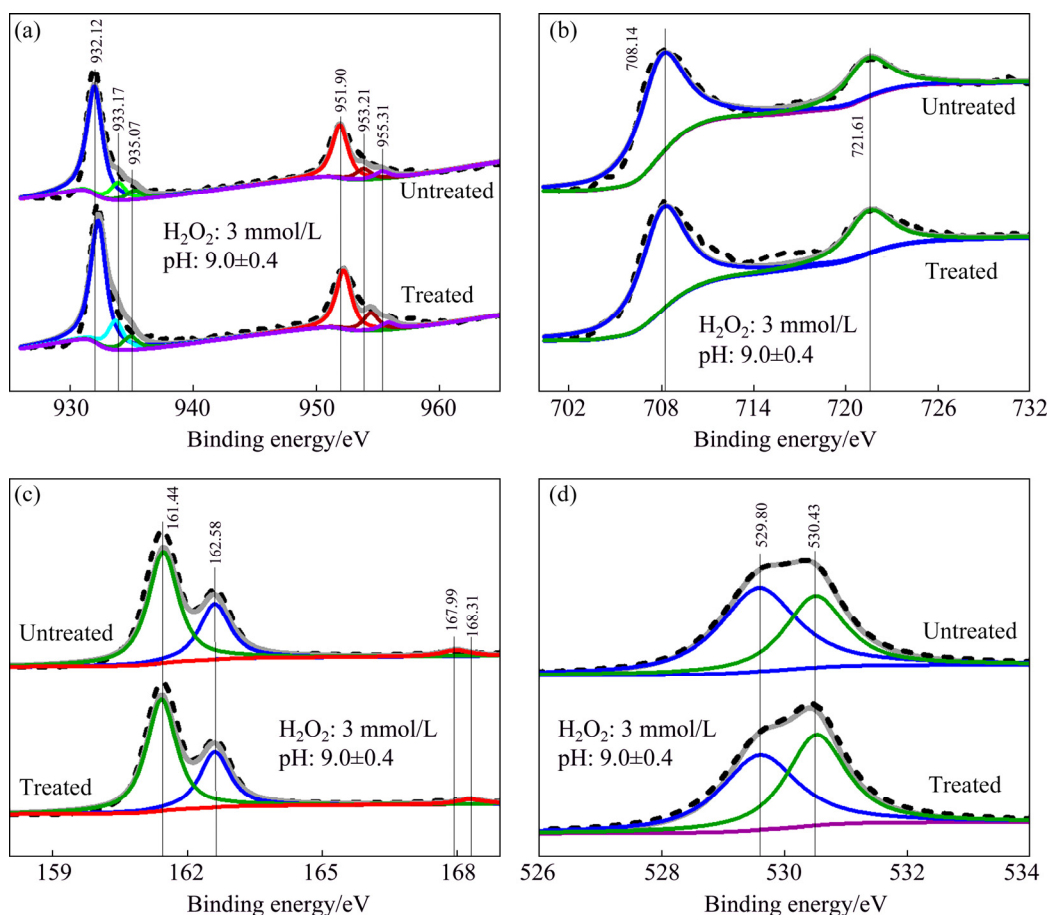 (a)
932.12
933.17
935.07
951.90
953.21
955.31
Untreated
H₂O₂: 3 mmol/L
pH: 9.0±0.4
Treated
930 940 950 960
Binding energy/eV
(b)
708.14
721.61
Untreated
Treated
H₂O₂: 3 mmol/L
pH: 9.0±0.4
702 708 714 721 726 732
Binding energy/eV
(c)
161.44
162.58
167.99
168.31
Untreated
H₂O₂: 3 mmol/L
pH: 9.0±0.4
Treated
159 162 165 168
Binding energy/eV
(d)
529.80
530.43
Untreated
H₂O₂: 3 mmol/L
pH: 9.0±0.4
Treated
526 528 530 532 534
Binding energy/eV